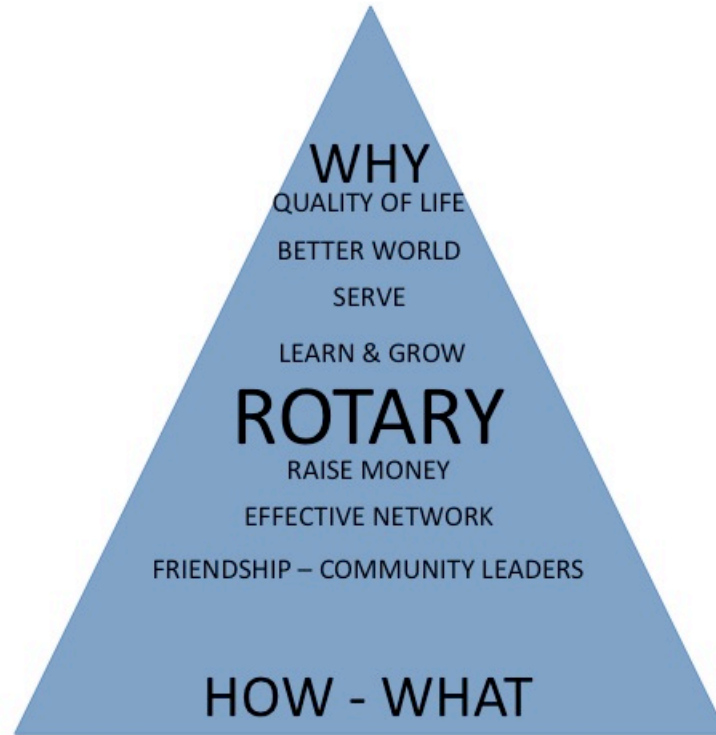 WHY
QUALITY OF LIFE
BETTER WORLD
SERVE
LEARN & GROW
ROTARY
RAISE MONEY
EFFECTIVE NETWORK
FRIENDSHIP – COMMUNITY LEADERS
HOW - WHAT